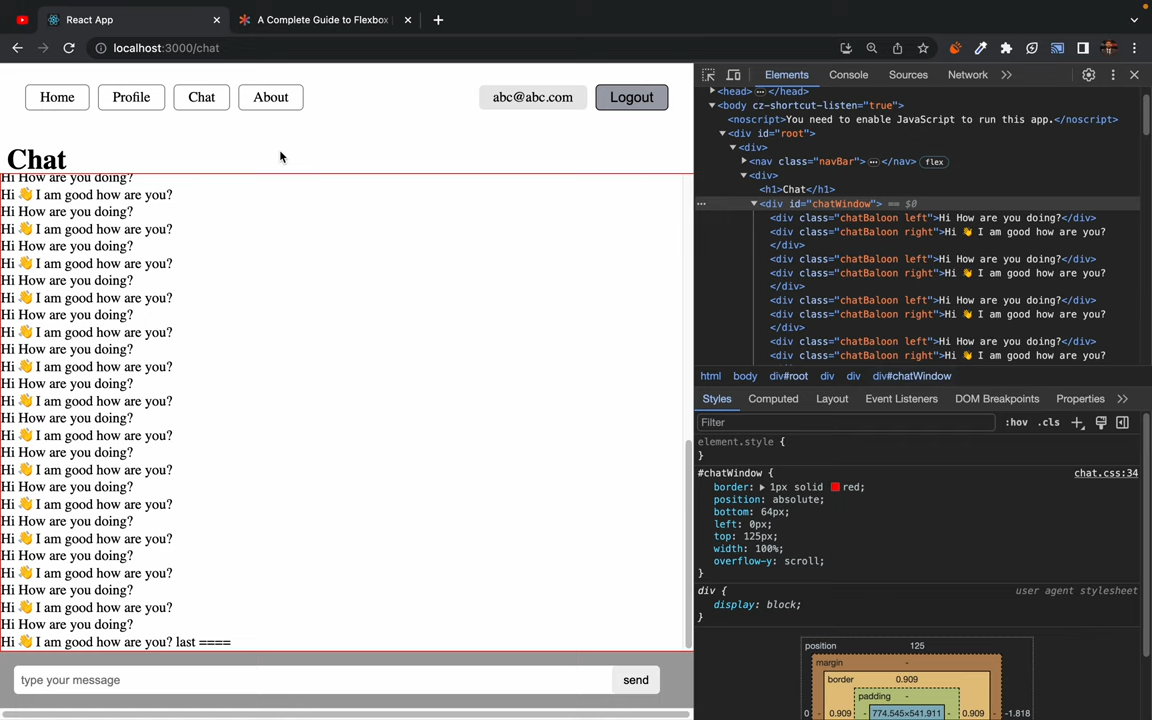 React App
A Complete Guide to Flexbox
localhost:3000/chat
Home Profile Chat About abc@abc.com Logout
Chat
Hi How are you doing?
Hi 👋 I am good how are you?
Hi How are you doing?
Hi 👋 I am good how are you?
Hi How are you doing?
Hi 👋 I am good how are you?
Hi How are you doing?
Hi 👋 I am good how are you?
Hi How are you doing?
Hi 👋 I am good how are you?
Hi How are you doing?
Hi 👋 I am good how are you?
Hi How are you doing?
Hi 👋 I am good how are you?
Hi How are you doing?
Hi 👋 I am good how are you?
Hi How are you doing?
Hi 👋 I am good how are you?
Hi How are you doing?
Hi 👋 I am good how are you?
Hi How are you doing?
Hi 👋 I am good how are you?
Hi How are you doing?
Hi 👋 I am good how are you?
Hi How are you doing?
Hi 👋 I am good how are you?
Hi How are you doing?
Hi 👋 I am good how are you? last ====
type your message send
Elements Console Sources Network
<head> … </head>
<body cz-shortcut-listen="true">
<noscript>You need to enable JavaScript to run this app.</noscript>
<div id="root">
<div>
<nav class="navBar"> … </nav> flex
<div>
<h1>Chat</h1>
<div id="chatWindow"> == $0
<div class="chatBaloon left">Hi How are you doing?</div>
<div class="chatBaloon right">Hi 👋 I am good how are you?
</div>
<div class="chatBaloon left">Hi How are you doing?</div>
<div class="chatBaloon right">Hi 👋 I am good how are you?
</div>
<div class="chatBaloon left">Hi How are you doing?</div>
<div class="chatBaloon right">Hi 👋 I am good how are you?
</div>
<div class="chatBaloon left">Hi How are you doing?</div>
<div class="chatBaloon right">Hi 👋 I am good how are you?
html body div#root div div div#chatWindow
Styles Computed Layout Event Listeners DOM Breakpoints Properties
Filter :hov .cls
element.style {
}
#chatWindow { chat.css:34
border: 1px solid red;
position: absolute;
bottom: 64px;
left: 0px;
top: 125px;
width: 100%;
overflow-y: scroll;
}
div { user agent stylesheet
display: block;
}
position 125
margin -
border 0.909
padding -
0 - 0.909 - 774.545×541.911 - 0.909 - -1.818